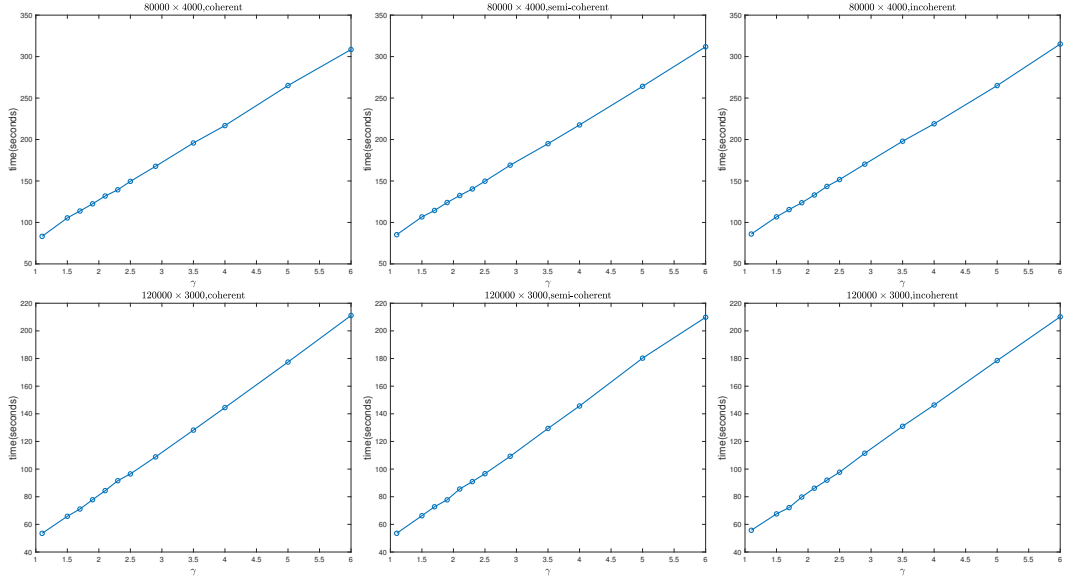 80000 × 4000,coherent
350
300
250
200
150
100
50
time(seconds)
1 1.5 2 2.5 3 3.5 4 4.5 5 5.5 6
γ
80000 × 4000,semi-coherent
350
300
250
200
150
100
50
time(seconds)
1 1.5 2 2.5 3 3.5 4 4.5 5 5.5 6
γ
80000 × 4000,incoherent
350
300
250
200
150
100
50
time(seconds)
1 1.5 2 2.5 3 3.5 4 4.5 5 5.5 6
γ
120000 × 3000,coherent
220
200
180
160
140
120
100
80
60
40
time(seconds)
1 1.5 2 2.5 3 3.5 4 4.5 5 5.5 6
γ
120000 × 3000,semi-coherent
220
200
180
160
140
120
100
80
60
40
time(seconds)
1 1.5 2 2.5 3 3.5 4 4.5 5 5.5 6
γ
120000 × 3000,incoherent
220
200
180
160
140
120
100
80
60
40
time(seconds)
1 1.5 2 2.5 3 3.5 4 4.5 5 5.5 6
γ